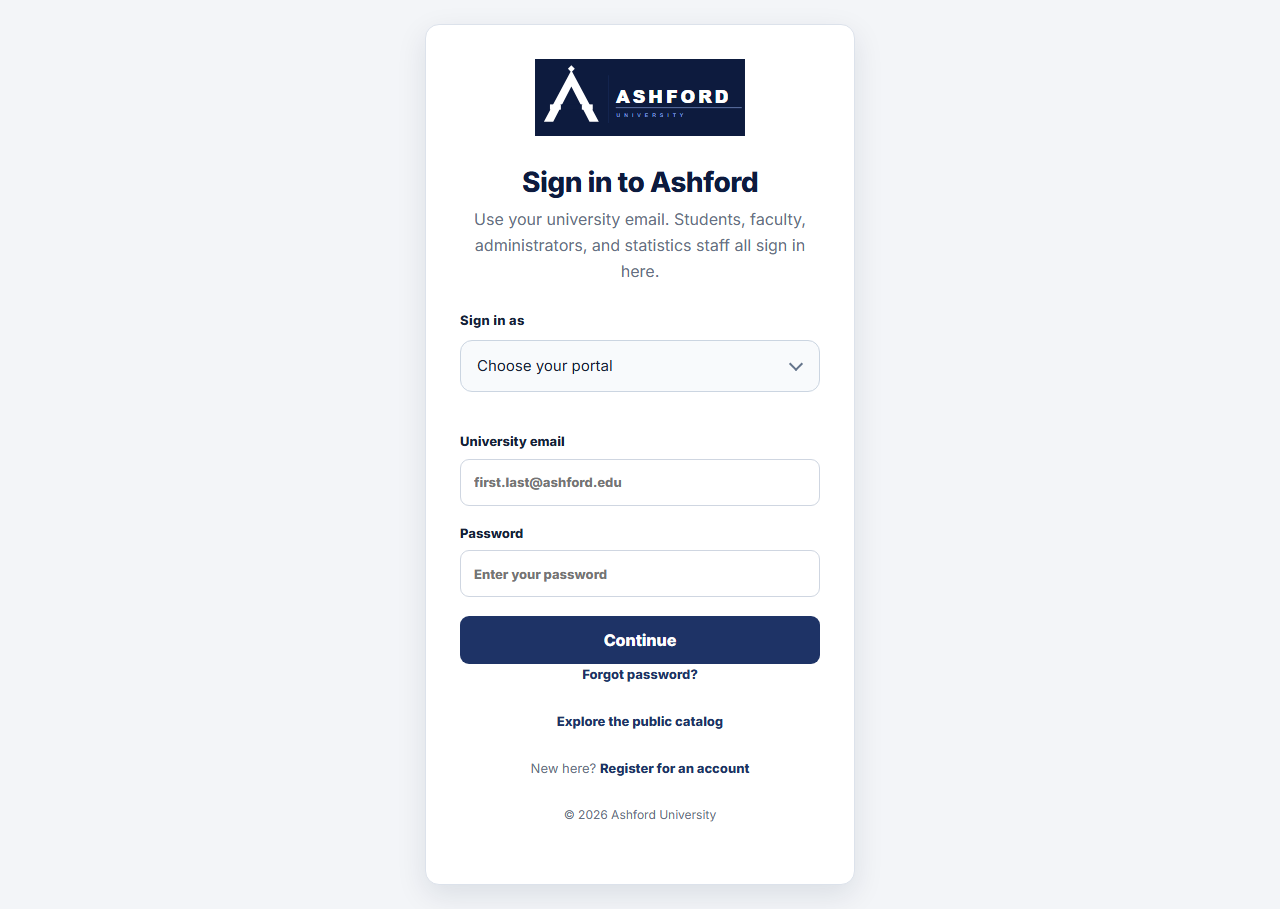 ASHFORD
UNIVERSITY
Sign in to Ashford
Use your university email. Students, faculty,
administrators, and statistics staff all sign in
here.
Sign in as
Choose your portal
University email
first.last@ashford.edu
Password
Enter your password
Continue
Forgot password?
Explore the public catalog
New here? Register for an account
© 2026 Ashford University